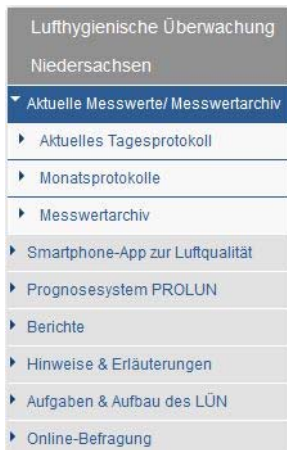 Lufthygienische Überwachung
Niedersachsen
Aktuelle Messwerte/ Messwertarchiv
Aktuelles Tagesprotokoll
Monatsprotokolle
Messwertarchiv
Smartphone-App zur Luftqualität
Prognosesystem PROLUN
Berichte
Hinweise & Erläuterungen
Aufgaben & Aufbau des LÜN
Online-Befragung